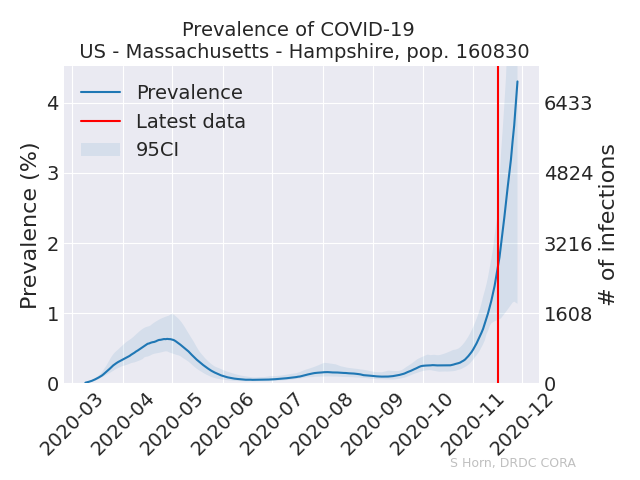 Prevalence of COVID-19
US - Massachusetts - Hampshire, pop. 160830
Prevalence
Latest data
95CI
Prevalence (%)
4
3
2
1
0
6433
4824
3216
1608
0
# of infections
2020-03
2020-04
2020-05
2020-06
2020-07
2020-08
2020-09
2020-10
2020-11
2020-12
S Horn, DRDC CORA